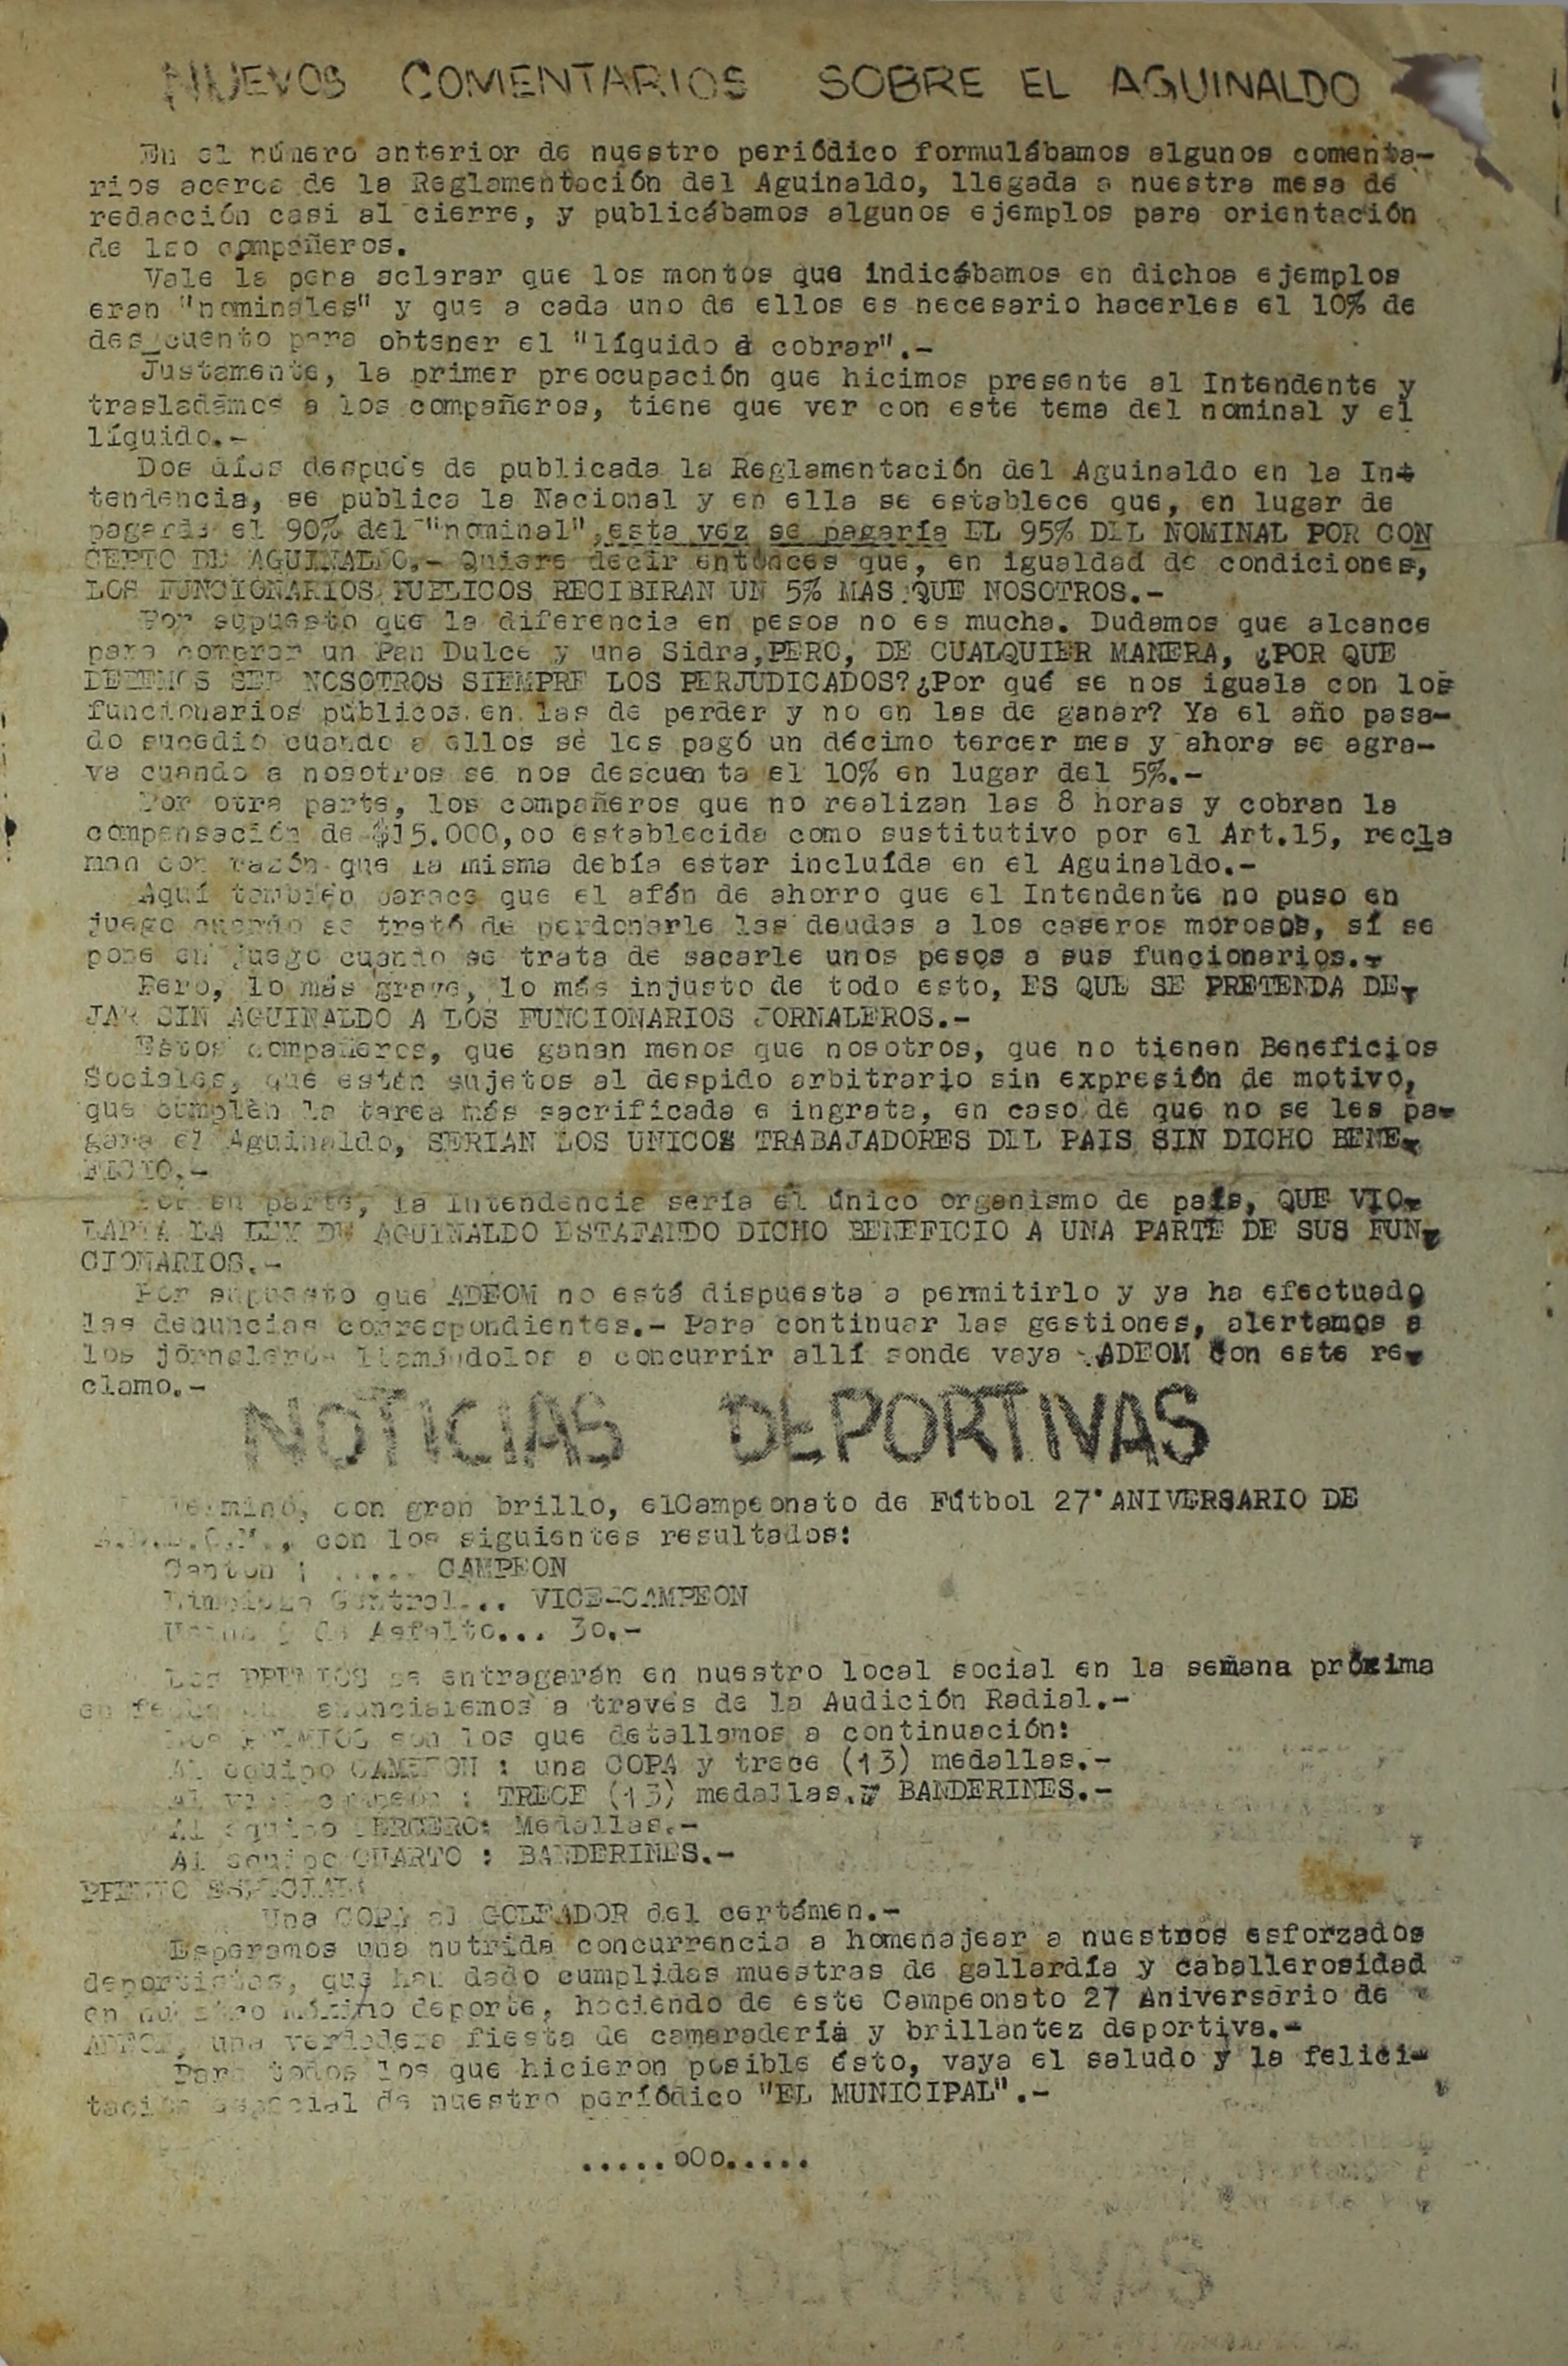 NUEVOS COMENTARIOS SOBRE EL AGUINALDO
En el número anterior de nuestro periódico formulábamos algunos comenta-
rios acerca de la Reglamentación del Aguinaldo, llegada a nuestra mesa de
redacción casi al cierre, y publicábamos algunos ejemplos para orientación
de los compañeros.
Vale la pena aclarar que los montos que indicábamos en dichos ejemplos
eran "nominales" y que a cada uno de ellos es necesario hacerles el 10% de
des_cuento para obtener el "líquido a cobrar".-
Justamente, la primer preocupación que hicimos presente al Intendente y
trasladamos a los compañeros, tiene que ver con este tema del nominal y el
líquido.-
Dos días después de publicada la Reglamentación del Aguinaldo en la In-
tendencia, se publica la Nacional y en ella se establece que, en lugar de
pagarse el 90% del "nominal", esta vez se pagaría EL 95% DEL NOMINAL POR CON
CEPTO DE AGUINALDO.- Quiere decir entonces que, en igualdad de condiciones,
LOS FUNCIONARIOS PUBLICOS RECIBIRAN UN 5% MAS QUE NOSOTROS.-
Por supuesto que la diferencia en pesos no es mucha. Dudamos que alcance
para comprar un Pan Dulce y una Sidra, PERO, DE CUALQUIER MANERA, ¿POR QUE
DEBEMOS SER NOSOTROS SIEMPRE LOS PERJUDICADOS? ¿Por qué se nos iguala con los
funcionarios públicos en las de perder y no en las de ganar? Ya el año pasa-
do sucedió cuando a ellos se les pagó un décimo tercer mes y ahora se agra-
va cuando a nosotros se nos descuen ta el 10% en lugar del 5%.-
Por otra parte, los compañeros que no realizan las 8 horas y cobran la
compensación de $15.000,oo establecida como sustitutivo por el Art.15, recla
man con razón que la misma debía estar incluída en el Aguinaldo.-
Aquí también parece que el afán de ahorro que el Intendente no puso en
juego cuando se trató de perdonarle las deudas a los caseros morosos, sí se
pone en juego cuando se trata de sacarle unos pesos a sus funcionarios.-
Pero, lo más grave, lo más injusto de todo esto, ES QUE SE PRETENDA DE-
JAR SIN AGUINALDO A LOS FUNCIONARIOS JORNALEROS.-
Estos compañeros, que ganan menos que nosotros, que no tienen Beneficios
Sociales, que están sujetos al despido arbitrario sin expresión de motivo,
que cumplen la tarea más sacrificada e ingrata, en caso de que no se les pa-
gara el Aguinaldo, SERIAN LOS UNICOS TRABAJADORES DEL PAIS SIN DICHO BENE-
FICIO.-
Por su parte, la Intendencia sería el único organismo de país, QUE VIO-
LARIA LA LEY DE AGUINALDO ESTAFANDO DICHO BENEFICIO A UNA PARTE DE SUS FUN-
CIONARIOS.-
Por supuesto que ADEOM no está dispuesta a permitirlo y ya ha efectuado
las denuncias correspondientes.- Para continuar las gestiones, alertamos a
los jornaleros llamándolos a concurrir allí sonde vaya ADEOM con este re-
clamo.-
NOTICIAS DEPORTIVAS
Terminó, con gran brillo, elCampeonato de Fútbol 27° ANIVERSARIO DE
A.D.E.O.M., con los siguientes resultados:
Canton : ..... CAMPEON
Limpieza Central... VICE-CAMPEON
Usina de Asfalto... 3o.-
Los PREMIOS se entragarán en nuestro local social en la semana próxima
en fecha que anunciaremos a través de la Audición Radial.-
Los PREMIOS son los que detallamos a continuación:
Al equipo CAMPEON : una COPA y trece (13) medallas.-
Al vice campeón : TRECE (13) medallas.y BANDERINES.-
Al equipo TERCERO: Medallas.-
Al equipo CUARTO : BANDERINES.-
PREMIO ESPECIAL:
Una COPA al GOLEADOR del certámen.-
Esperamos una nutrida concurrencia a homenajear a nuestros esforzados
deportistas, que han dado cumplidas muestras de gallardía y caballerosidad
en nuestro máximo deporte, haciendo de este Campeonato 27 Aniversario de
ADEOM, una verdadera fiesta de camaradería y brillantez deportiva.-
Para todos los que hicieron posible ésto, vaya el saludo y la felici-
tación especial de nuestro períódico "EL MUNICIPAL".-
.....oOo.....